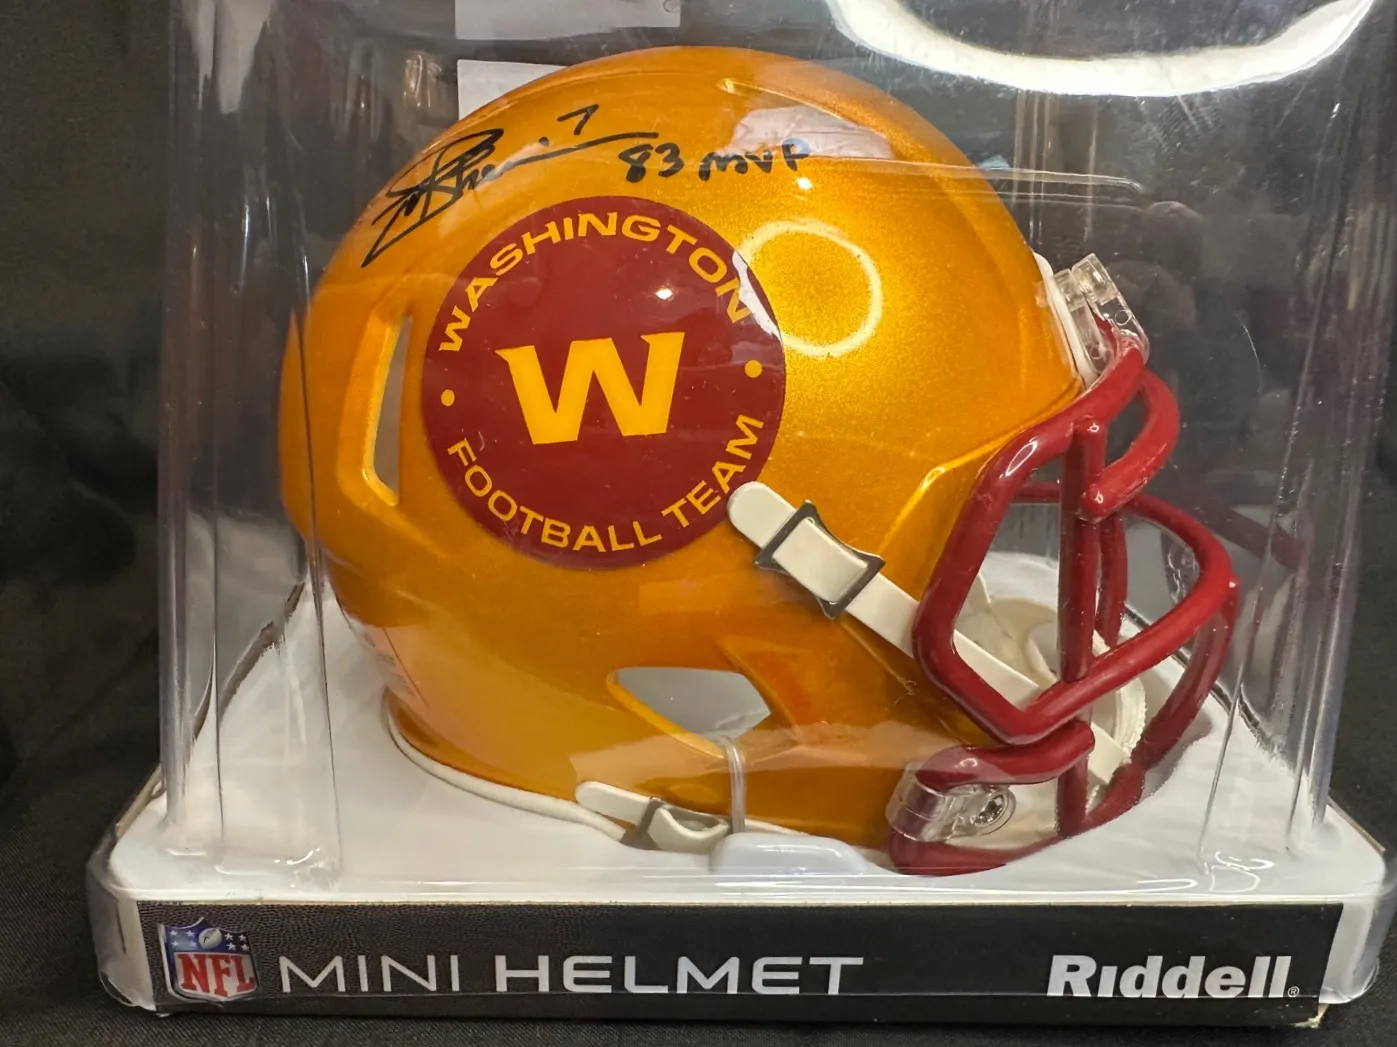 7
83 MVP
WASHINGTON
W
FOOTBALL TEAM
NFL MINI HELMET Riddell®